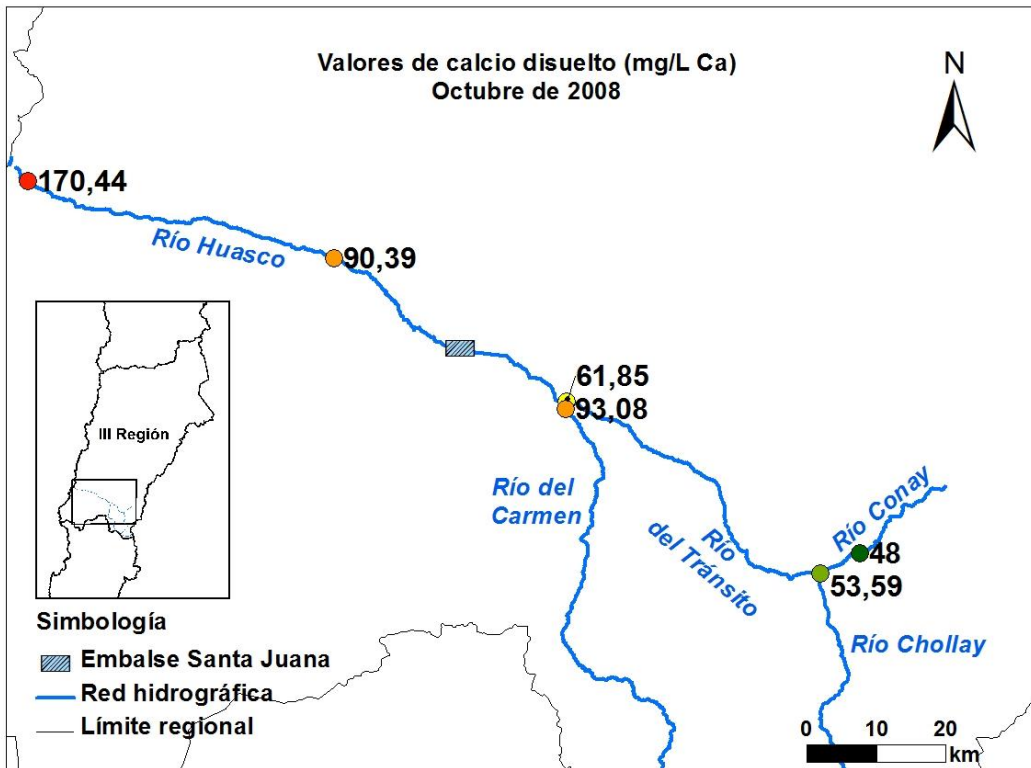 Valores de calcio disuelto (mg/L Ca)
Octubre de 2008
N
170,44
Río Huasco
90,39
61,85
93,08
III Región
Río del
Carmen
Río
del Tránsito
Río Conay
48
53,59
Río Chollay
Simbología
Embalse Santa Juana
Red hidrográfica
Límite regional
0 10 20
km